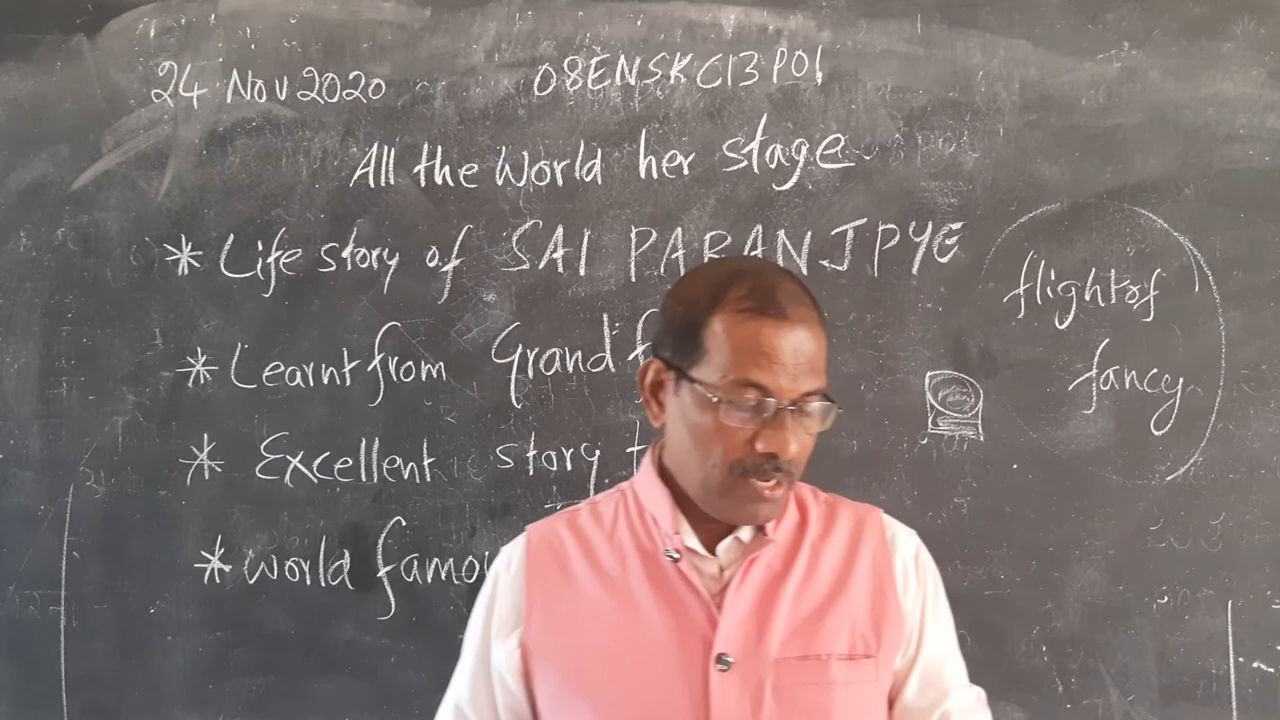 24 Nov 2020 08ENSKC13P01
All the World her stage
* Life story of SAI PARANJPYE
* Learnt from Grand f
* Excellent story t
* world famou
flight of
fancy